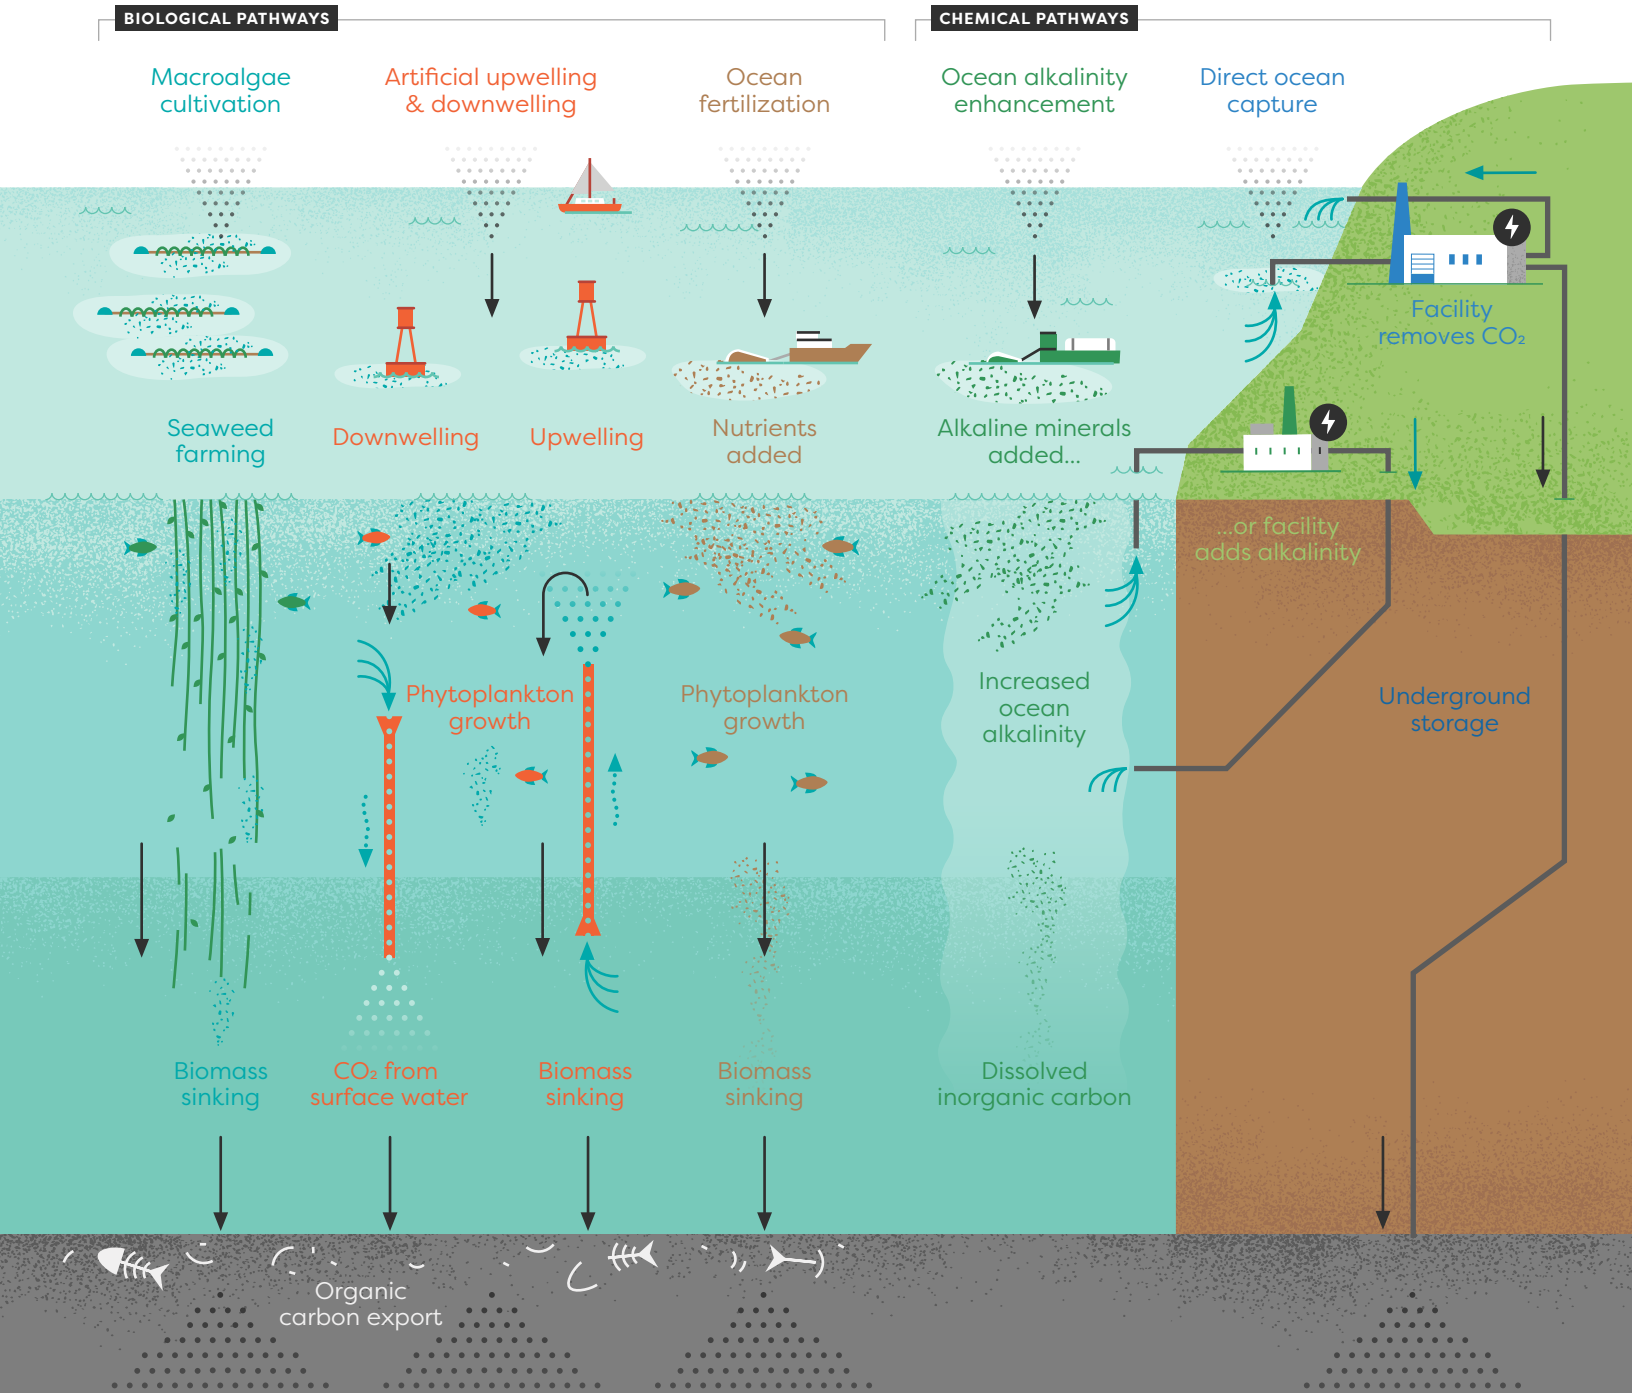 BIOLOGICAL PATHWAYS
CHEMICAL PATHWAYS
Macroalgae
cultivation
Artificial upwelling
& downwelling
Ocean
fertilization
Ocean alkalinity
enhancement
Direct ocean
capture
Facility
removes CO₂
Seaweed
farming
Downwelling
Upwelling
Nutrients
added
Alkaline minerals
added...
...or facility
adds alkalinity
Phytoplankton
growth
Phytoplankton
growth
Increased
ocean
alkalinity
Underground
storage
Biomass
sinking
CO₂ from
surface water
Biomass
sinking
Biomass
sinking
Dissolved
inorganic carbon
Organic
carbon export